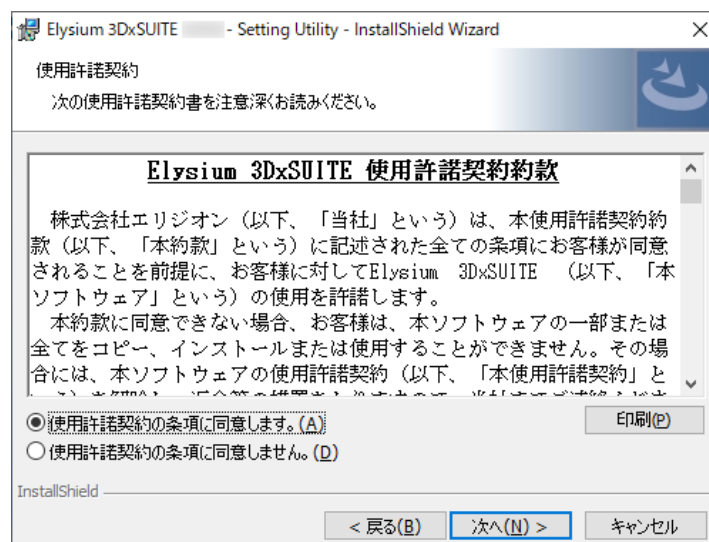 Elysium 3DxSUITE - Setting Utility - InstallShield Wizard
使用許諾契約
次の使用許諾契約書を注意深くお読みください。
Elysium 3DxSUITE 使用許諾契約約款
株式会社エリジオン（以下、「当社」という）は、本使用許諾契約約
款（以下、「本約款」という）に記述された全ての条項にお客様が同意
されることを前提に、お客様に対してElysium 3DxSUITE （以下、「本
ソフトウェア」という）の使用を許諾します。
本約款に同意できない場合、お客様は、本ソフトウェアの一部または
全てをコピー、インストールまたは使用することができません。その場
合には、本ソフトウェアの使用許諾契約（以下、「本使用許諾契約」と
使用許諾契約の条項に同意します。(A)
印刷(P)
使用許諾契約の条項に同意しません。(D)
InstallShield
< 戻る(B)
次へ(N) >
キャンセル